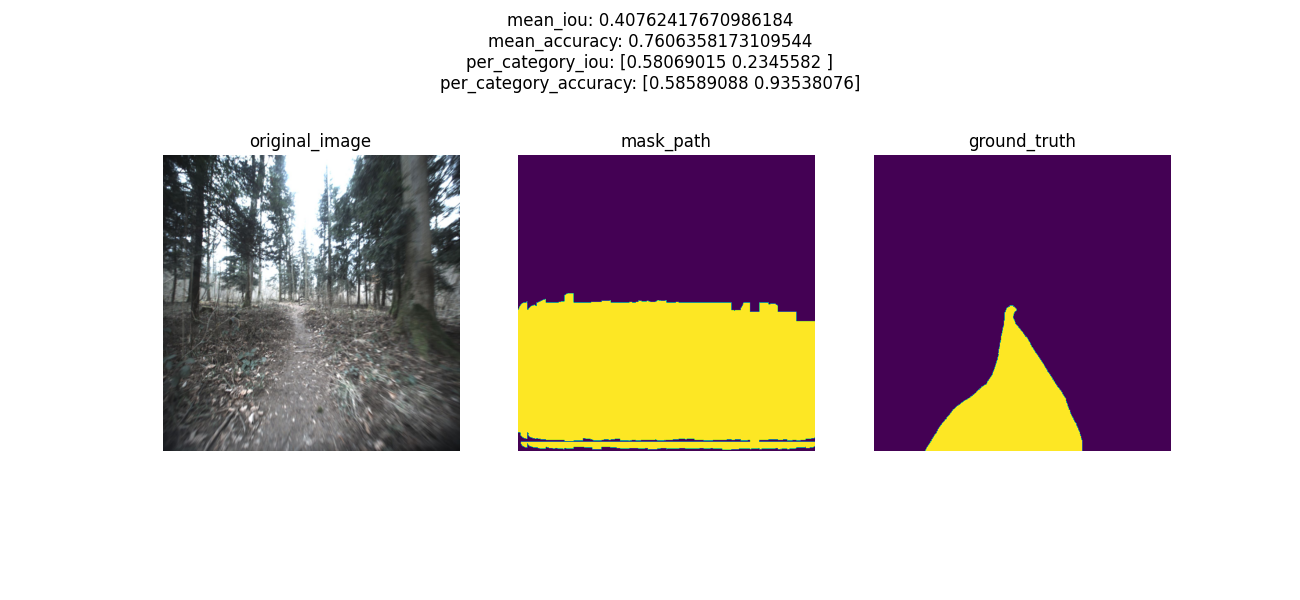 mean_iou: 0.40762417670986184
mean_accuracy: 0.7606358173109544
per_category_iou: [0.58069015 0.2345582 ]
per_category_accuracy: [0.58589088 0.93538076]
original_image
mask_path
ground_truth